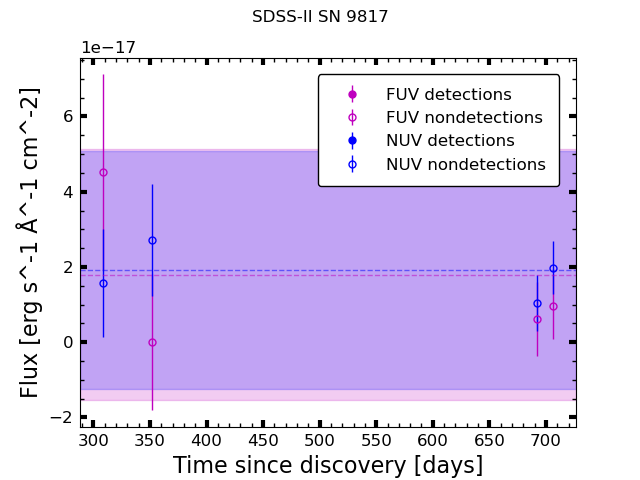 SDSS-II SN 9817
1e−17
FUV detections
FUV nondetections
NUV detections
NUV nondetections
6
4
2
0
−2
Flux [erg s^-1 Å^-1 cm^-2]
300 350 400 450 500 550 600 650 700
Time since discovery [days]